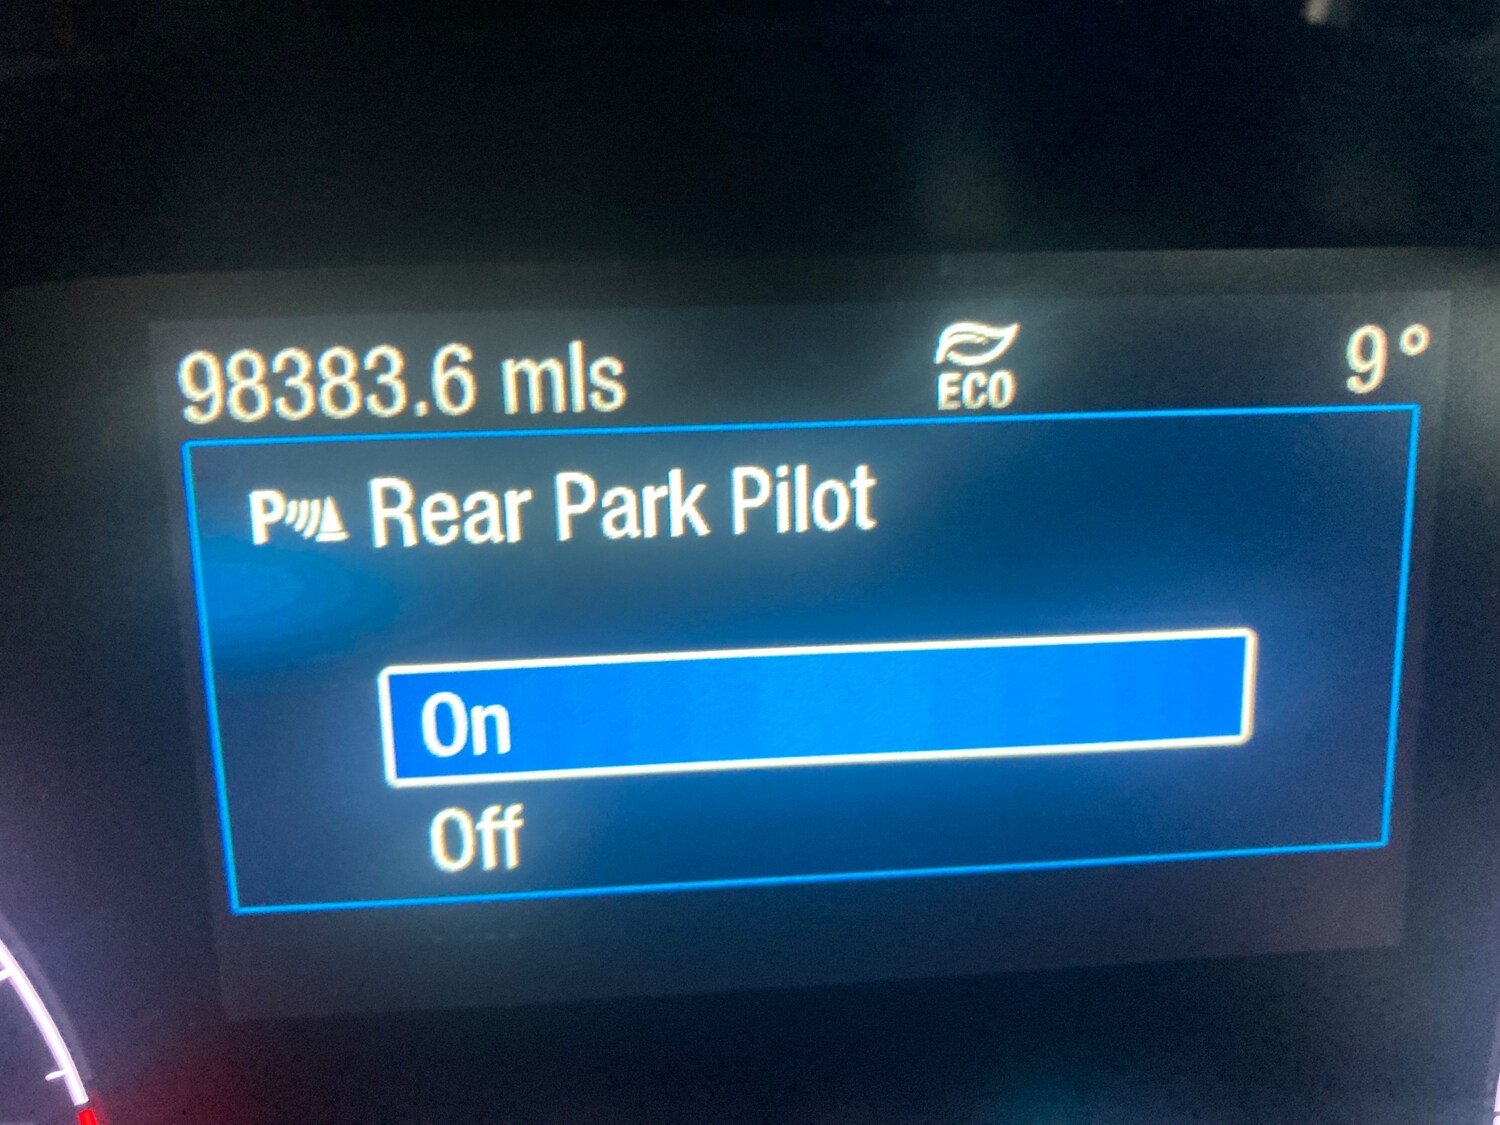 98383.6 mls ECO 9°
P Rear Park Pilot
On
Off